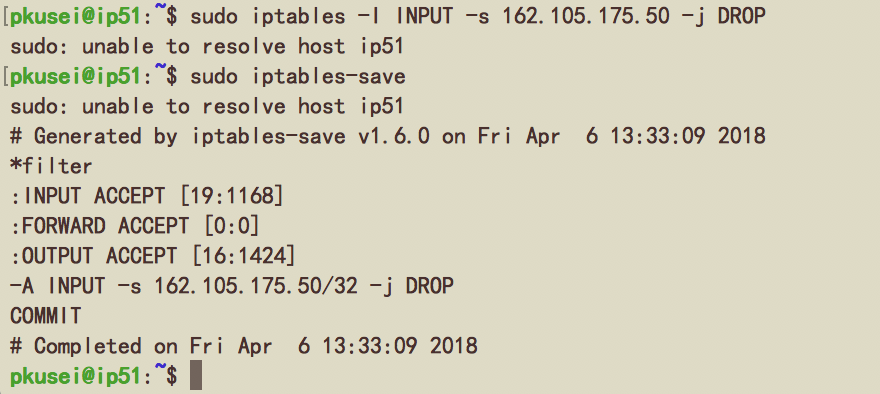 [pkusei@ip51:~$ sudo iptables -I INPUT -s 162.105.175.50 -j DROP
sudo: unable to resolve host ip51
[pkusei@ip51:~$ sudo iptables-save
sudo: unable to resolve host ip51
# Generated by iptables-save v1.6.0 on Fri Apr  6 13:33:09 2018
*filter
:INPUT ACCEPT [19:1168]
:FORWARD ACCEPT [0:0]
:OUTPUT ACCEPT [16:1424]
-A INPUT -s 162.105.175.50/32 -j DROP
COMMIT
# Completed on Fri Apr  6 13:33:09 2018
pkusei@ip51:~$